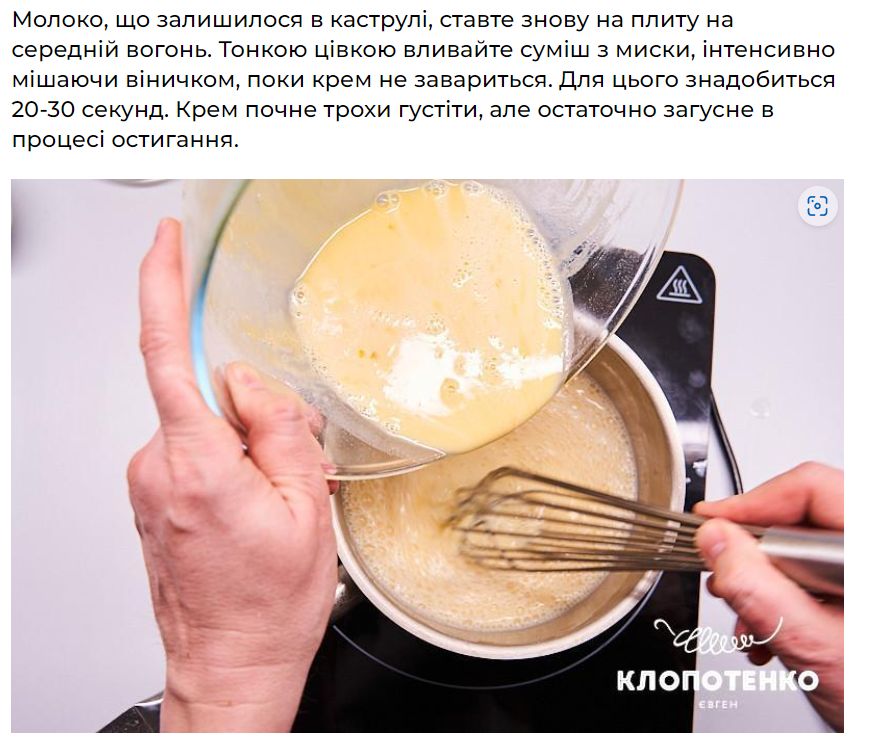 Молоко, що залишилося в каструлі, ставте знову на плиту на
середній вогонь. Тонкою цівкою вливайте суміш з миски, інтенсивно
мішаючи віничком, поки крем не завариться. Для цього знадобиться
20-30 секунд. Крем почне трохи густіти, але остаточно загусне в
процесі остигання.
КЛОПОТЕНКО
ЄВГЕН